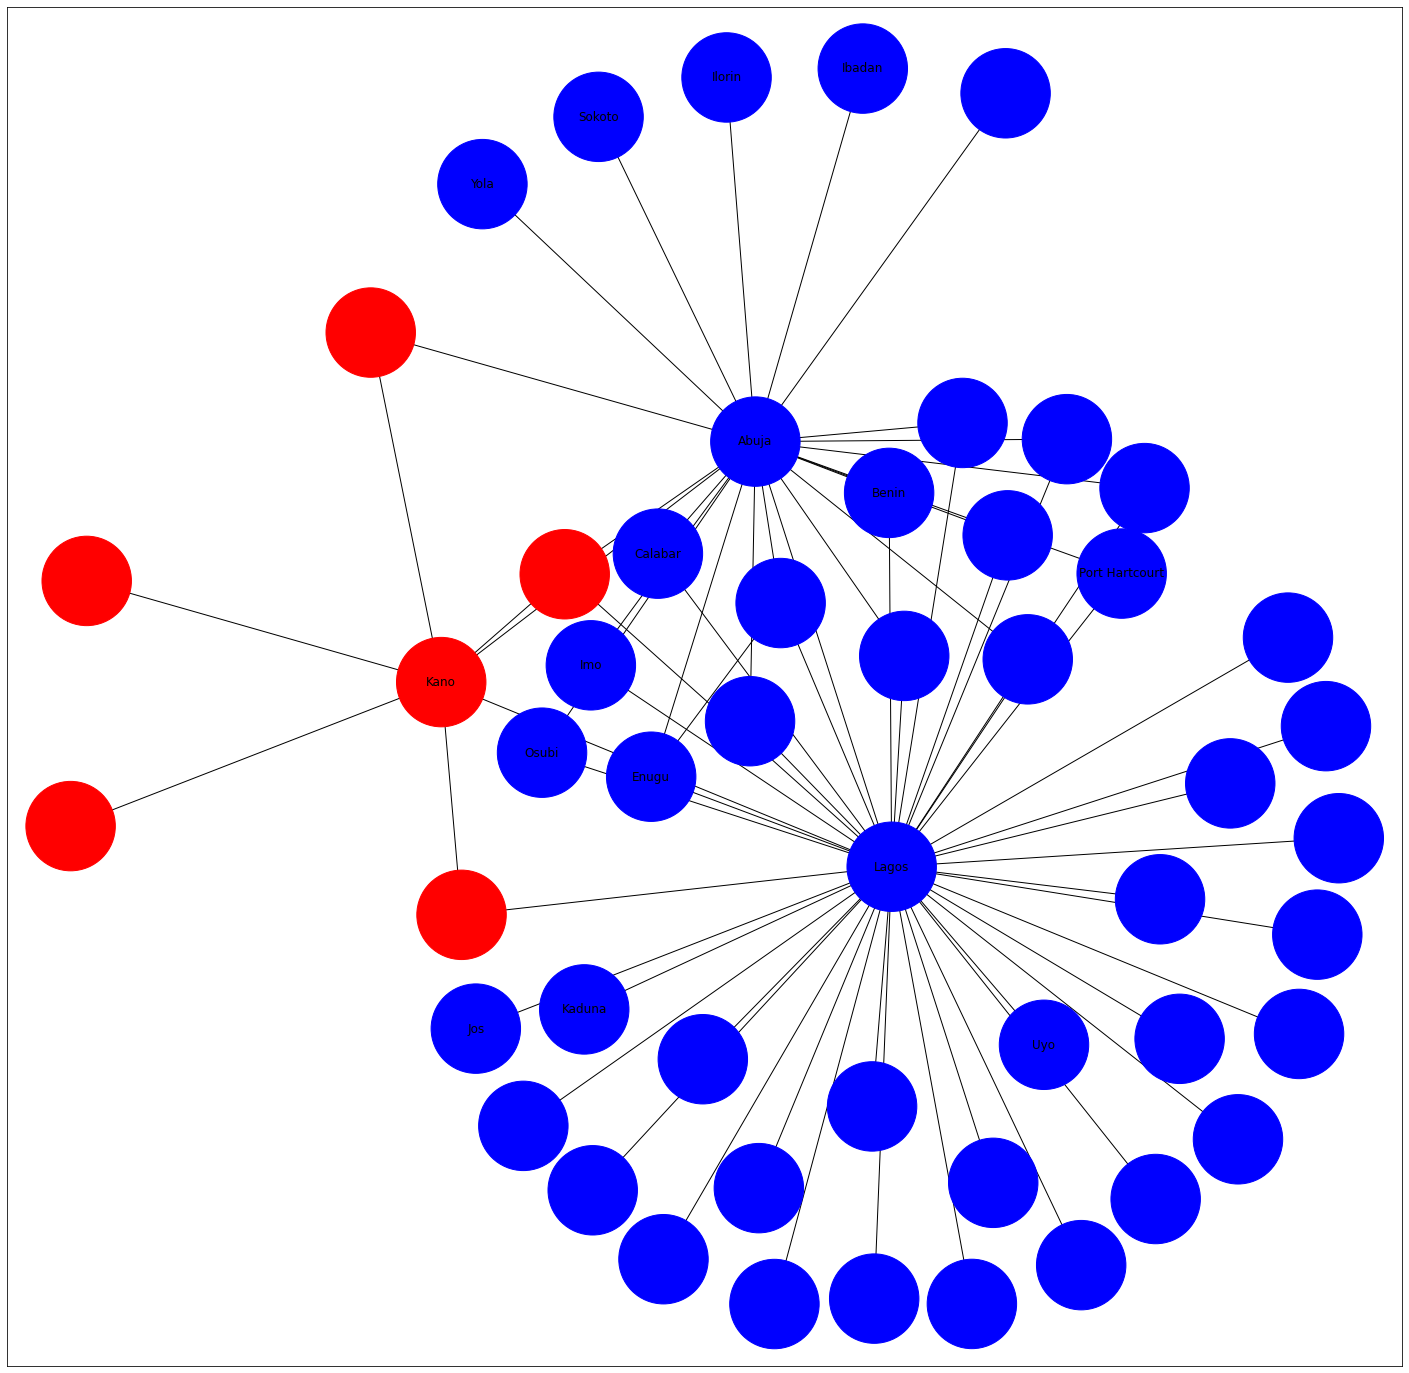 Ibadan
Ilorin
Sokoto
Yola
Abuja
Benin
Calabar
Port Hartcourt
Imo
Kano
Osubi
Enugu
Lagos
Kaduna
Jos
Uyo